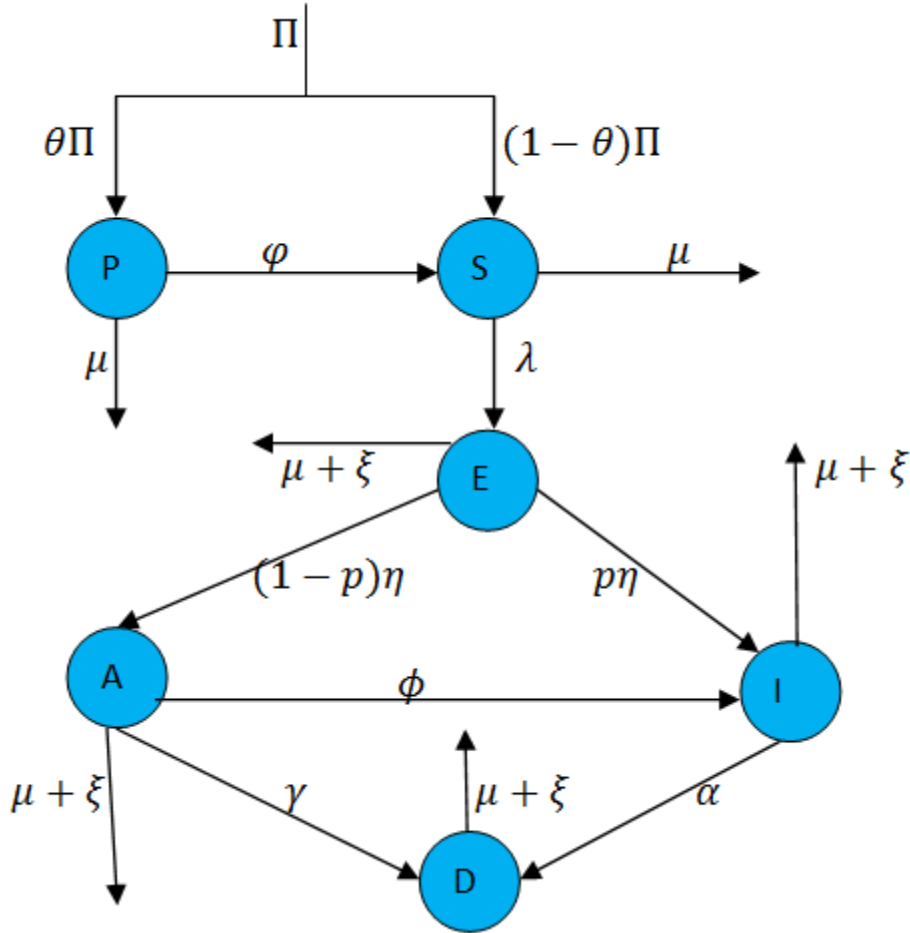 Π
θΠ
(1 − θ)Π
P
φ
S
μ
μ
λ
μ + ξ
E
μ + ξ
(1 − p)η
pη
A
ϕ
I
μ + ξ
γ
μ + ξ
α
D